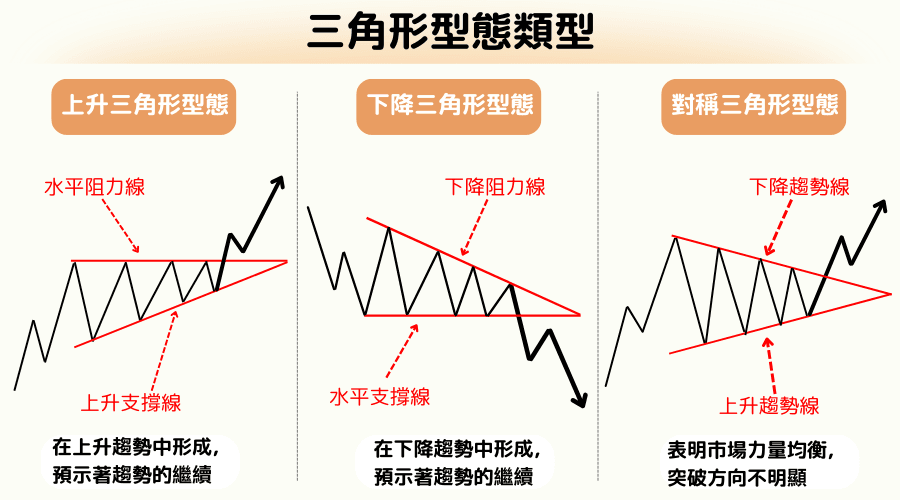 三角形型態類型
上升三角形型態
水平阻力線
上升支撐線
在上升趨勢中形成,
預示著趨勢的繼續
下降三角形型態
下降阻力線
水平支撐線
在下降趨勢中形成,
預示著趨勢的繼續
對稱三角形型態
下降趨勢線
上升趨勢線
表明市場力量均衡,
突破方向不明顯